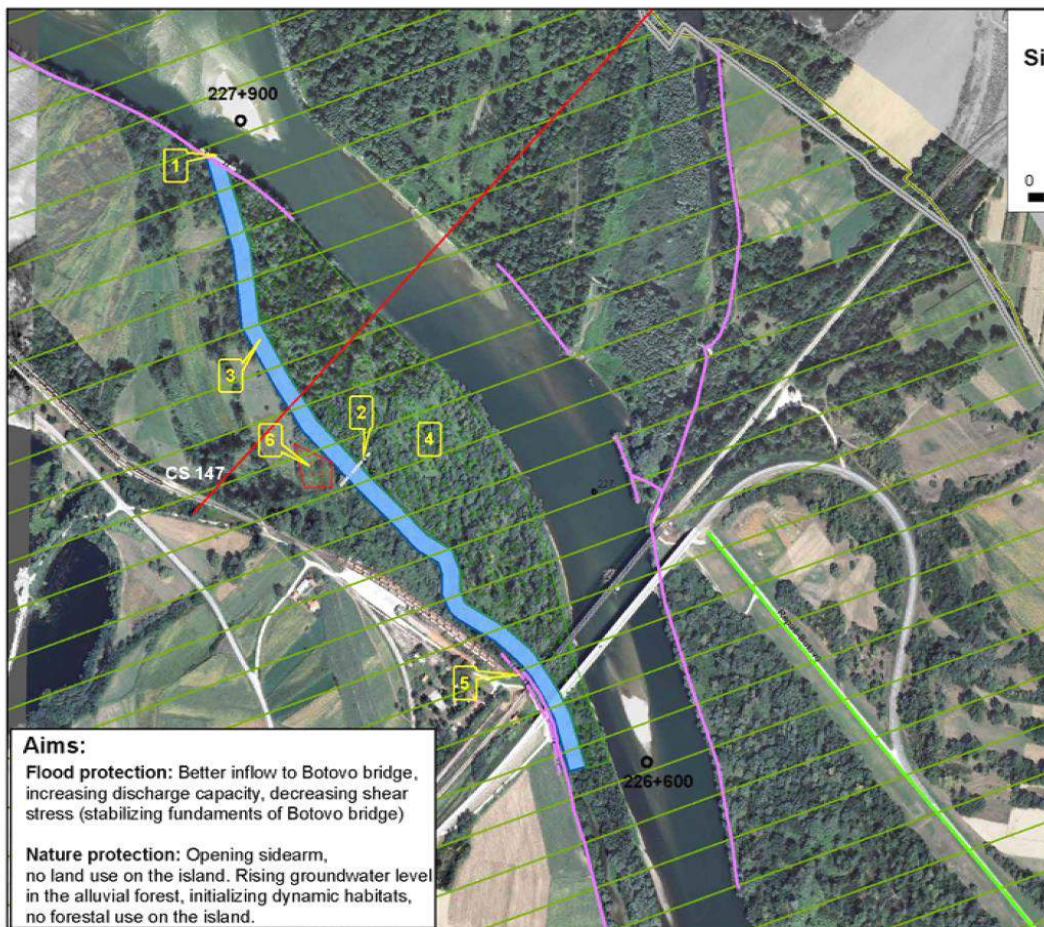 Si
0
227+900
1
3
2
4
6
CS 147
227
5
226+600
Aims:
Flood protection: Better inflow to Botovo bridge,
increasing discharge capacity, decreasing shear
stress (stabilizing fundaments of Botovo bridge)
Nature protection: Opening sidearm,
no land use on the island. Rising groundwater level
in the alluvial forest, initializing dynamic habitats,
no forestal use on the island.